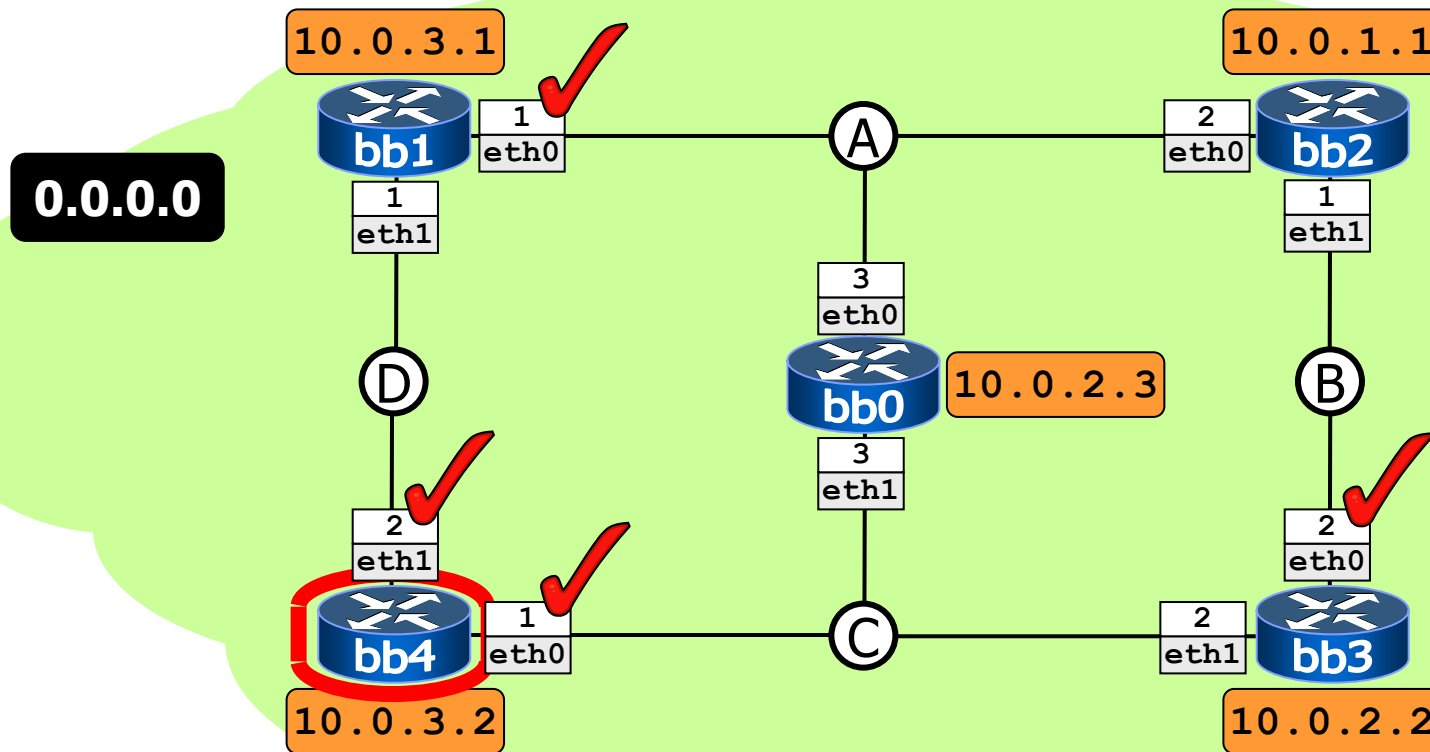 10.0.3.1
10.0.1.1
1
eth0
A
2
eth0
bb1
bb2
0.0.0.0
1
eth1
1
eth1
3
eth0
D
bb0
10.0.2.3
B
3
eth1
2
eth1
2
eth0
bb4
1
eth0
C
2
eth1
bb3
10.0.3.2
10.0.2.2